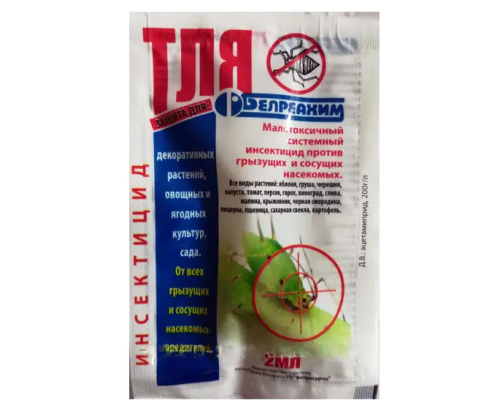 ТЛЯ
ЗАЩИТА ДЛЯ:
БЕЛРЕАХИМ
Малотоксичный
системный
инсектицид против
грызущих и сосущих
насекомых.
Все виды растений: яблоня, груша, черешня,
капуста, томат, персик, горох, виноград, слива,
малина, крыжовник, черная смородина,
пшеница, сахарная свекла, картофель.
декоративных
растений,
овощных и
ягодных
культур,
сада.
От всех
грызущих
и сосущих
насекомых-
вредителей.
ИНСЕКТИЦИД
Д.В.: ацетамиприд, 200г/л
2МЛ